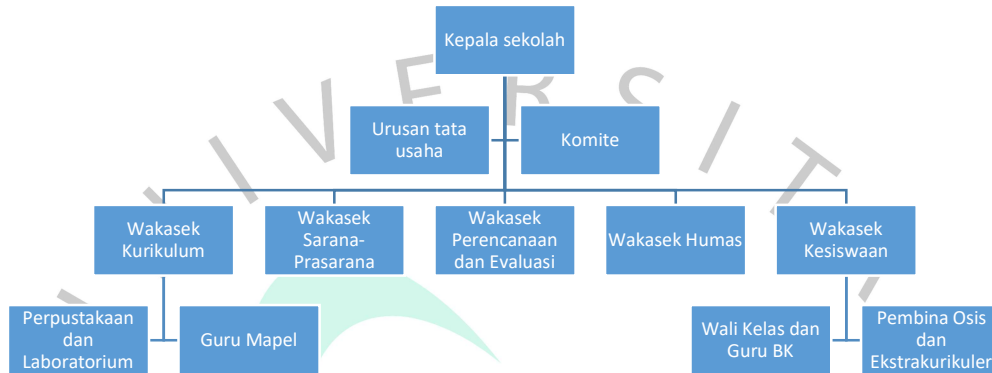 Kepala sekolah
UNIVERSIT
Urusan tata
usaha
Komite
Wakasek
Kurikulum
Wakasek
Sarana-
Prasarana
Wakasek
Perencanaan
dan Evaluasi
Wakasek Humas
Wakasek
Kesiswaan
Perpustakaan
dan
Laboratorium
Guru Mapel
Wali Kelas dan
Guru BK
Pembina Osis
dan
Ekstrakurikuler